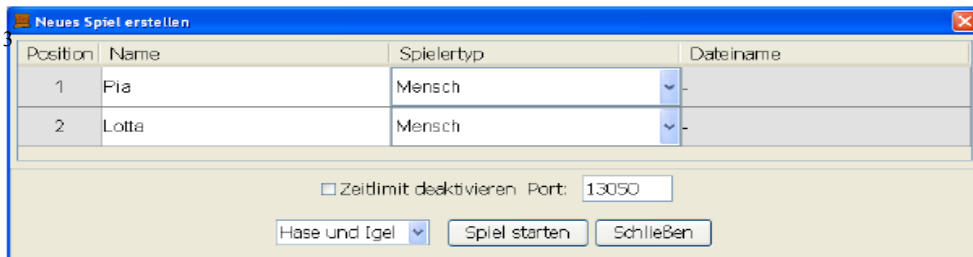 Neues Spiel erstellen
3
Position Name Spielertyp Dateiname
1 Pia Mensch -
2 Lotta Mensch -
Zeitlimit deaktivieren Port: 13050
Hase und Igel Spiel starten Schließen